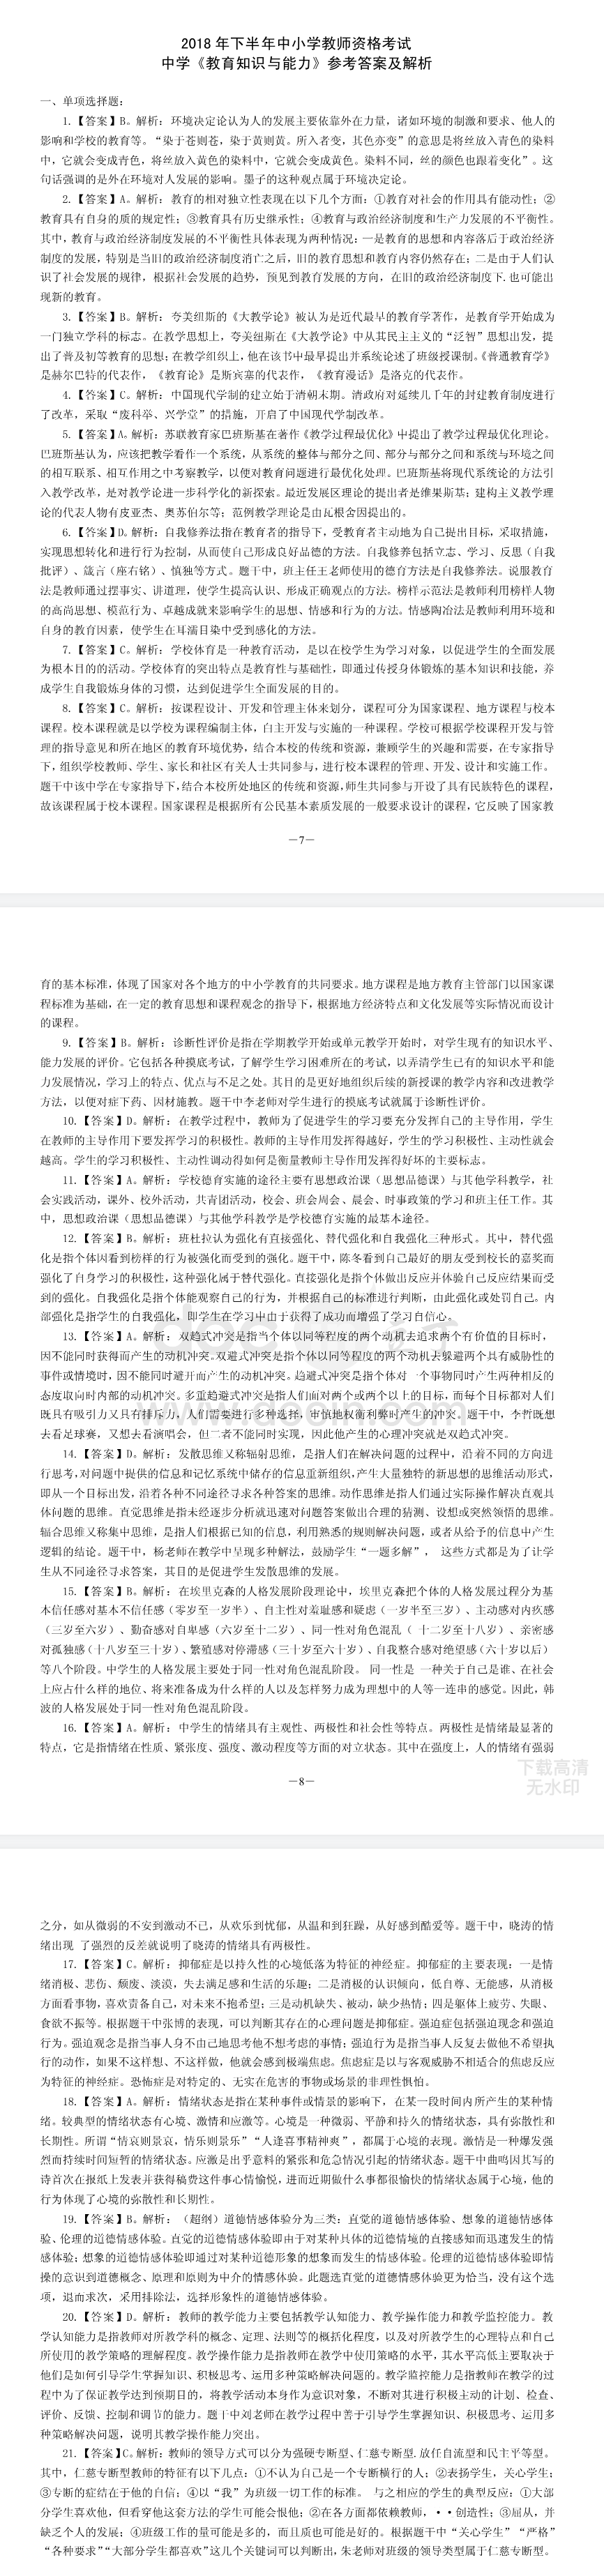 2018 年下半年中小学教师资格考试
中学《教育知识与能力》参考答案及解析
一、单项选择题：
1.【答案】B。解析：环境决定论认为人的发展主要依靠外在力量，诸如环境的刺激和要求、他人的
影响和学校的教育等。“染于苍则苍，染于黄则黄。所入者变，其色亦变”的意思是将丝放入青色的染料
中，它就会变成青色，将丝放入黄色的染料中，它就会变成黄色。染料不同，丝的颜色也跟着变化”。这
句话强调的是外在环境对人发展的影响。墨子的这种观点属于环境决定论。
2.【答案】A。解析：教育的相对独立性表现在以下几个方面：①教育对社会的作用具有能动性；②
教育具有自身的质的规定性；③教育具有历史继承性；④教育与政治经济制度和生产力发展的不平衡性。
其中，教育与政治经济制度发展的不平衡性具体表现为两种情况：一是教育的思想和内容落后于政治经济
制度的发展，特别是当旧的政治经济制度消亡之后，旧的教育思想和教育内容仍然存在；二是由于人们认
识了社会发展的规律，根据社会发展的趋势，预见到教育发展的方向，在旧的政治经济制度下.也可能出
现新的教育。
3.【答案】B。解析：夸美纽斯的《大教学论》被认为是近代最早的教育学著作，是教育学开始成为
一门独立学科的标志。在教学思想上，夸美纽斯在《大教学论》中从其民主主义的“泛智”思想出发，提
出了普及初等教育的思想；在教学组织上，他在该书中最早提出并系统论述了班级授课制。《普通教育学》
是赫尔巴特的代表作，《教育论》是斯宾塞的代表作，《教育漫话》是洛克的代表作。
4.【答案】C。解析：中国现代学制的建立始于清朝末期。清政府对延续几千年的封建教育制度进行
了改革，采取“废科举、兴学堂”的措施，开启了中国现代学制改革。
5.【答案】A。解析：苏联教育家巴班斯基在著作《教学过程最优化》中提出了教学过程最优化理论。
巴班斯基认为，应该把教学看作一个系统，从系统的整体与部分之间、部分与部分之间和系统与环境之间
的相互联系、相互作用之中考察教学，以便对教育问题进行最优化处理。巴班斯基将现代系统论的方法引
入教学改革，是对教学论进一步科学化的新探索。最近发展区理论的提出者是维果斯基；建构主义教学理
论的代表人物有皮亚杰、奥苏伯尔等；范例教学理论是由瓦根舍因提出的。
6.【答案】D。解析：自我修养法指在教育者的指导下，受教育者主动地为自己提出目标，采取措施，
实现思想转化和进行行为控制，从而使自己形成良好品德的方法。自我修养包括立志、学习、反思（自我
批评）、箴言（座右铭）、慎独等方式。题干中，班主任王老师使用的德育方法是自我修养法。说服教育
法是教师通过摆事实、讲道理，使学生提高认识、形成正确观点的方法。榜样示范法是教师利用榜样人物
的高尚思想、模范行为、卓越成就来影响学生的思想、情感和行为的方法。情感陶冶法是教师利用环境和
自身的教育因素，使学生在耳濡目染中受到感化的方法。
7.【答案】C。解析：学校体育是一种教育活动，是以在校学生为学习对象，以促进学生的全面发展
为根本目的的活动。学校体育的突出特点是教育性与基础性，即通过传授身体锻炼的基本知识和技能，养
成学生自我锻炼身体的习惯，达到促进学生全面发展的目的。
8.【答案】C。解析：按课程设计、开发和管理主体来划分，课程可分为国家课程、地方课程与校本
课程。校本课程就是以学校为课程编制主体，自主开发与实施的一种课程。学校可根据学校课程开发与管
理的指导意见和所在地区的教育环境优势，结合本校的传统和资源，兼顾学生的兴趣和需要，在专家指导
下，组织学校教师、学生、家长和社区有关人士共同参与，进行校本课程的管理、开发、设计和实施工作。
题干中该中学在专家指导下，结合本校所处地区的传统和资源，师生共同参与开设了具有民族特色的课程，
故该课程属于校本课程。国家课程是根据所有公民基本素质发展的一般要求设计的课程，它反映了国家教
—7—
育的基本标准，体现了国家对各个地方的中小学教育的共同要求。地方课程是地方教育主管部门以国家课
程标准为基础，在一定的教育思想和课程观念的指导下，根据地方经济特点和文化发展等实际情况而设计
的课程。
9.【答案】B。解析：诊断性评价是指在学期教学开始或单元教学开始时，对学生现有的知识水平、
能力发展的评价。它包括各种摸底考试，了解学生学习困难所在的考试，以弄清学生已有的知识水平和能
力发展情况，学习上的特点、优点与不足之处。其目的是更好地组织后续的新授课的教学内容和改进教学
方法，以便对症下药、因材施教。题干中李老师对学生进行的摸底考试就属于诊断性评价。
10.【答案】D。解析：在教学过程中，教师为了促进学生的学习要充分发挥自己的主导作用，学生
在教师的主导作用下要发挥学习的积极性。教师的主导作用发挥得越好，学生的学习积极性、主动性就会
越高。学生的学习积极性、主动性调动得如何是衡量教师主导作用发挥得好坏的主要标志。
11.【答案】A。解析：学校德育实施的途径主要有思想政治课（思想品德课）与其他学科教学，社
会实践活动，课外、校外活动，共青团活动，校会、班会周会、晨会、时事政策的学习和班主任工作。其
中，思想政治课（思想品德课）与其他学科教学是学校德育实施的最基本途径。
12.【答案】B。解析：班杜拉认为强化有直接强化、替代强化和自我强化三种形式。其中，替代强
化是指个体因看到榜样的行为被强化而受到的强化。题干中，陈冬看到自己最好的朋友受到校长的嘉奖而
强化了自身学习的积极性，这种强化属于替代强化。直接强化是指个体做出反应并体验自己反应结果而受
到的强化。自我强化是指个体能观察自己的行为，并根据自己的标准进行判断，由此强化或处罚自己。内
部强化是指学生的自我强化，即学生在学习中由于获得了成功而增强了学习自信心。
13.【答案】A。解析：双趋式冲突是指当个体以同等程度的两个动机去追求两个有价值的目标时，
因不能同时获得而产生的动机冲突。双避式冲突是指个体以同等程度的两个动机去躲避两个具有威胁性的
事件或情境时，因不能同时避开而产生的动机冲突。趋避式冲突是指个体对一个事物同时产生两种相反的
态度取向时内部的动机冲突。多重趋避式冲突是指人们面对两个或两个以上的目标，而每个目标都对人们
既具有吸引力又具有排斥力，人们需要进行多种选择，审慎地权衡利弊时产生的冲突。题干中，李哲既想
去看足球赛，又想去看演唱会，但二者不能同时实现，因此他产生的心理冲突就是双趋式冲突。
14.【答案】D。解析：发散思维又称辐射思维，是指人们在解决问题的过程中，沿着不同的方向进
行思考，对问题中提供的信息和记忆系统中储存的信息重新组织，产生大量独特的新思想的思维活动形式，
即从一个目标出发，沿着各种不同途径寻求各种答案的思维。动作思维是指人们通过实际操作解决直观具
体问题的思维。直觉思维是指未经逐步分析就迅速对问题答案做出合理的猜测、设想或突然领悟的思维。
辐合思维又称集中思维，是指人们根据已知的信息，利用熟悉的规则解决问题，或者从给予的信息中产生
逻辑的结论。题干中，杨老师在教学中呈现多种解法，鼓励学生“一题多解”， 这些方式都是为了让学
生从不同途径寻求答案，其目的是促进学生发散思维的发展。
15.【答案】B。解析：在埃里克森的人格发展阶段理论中，埃里克森把个体的人格发展过程分为基
本信任感对基本不信任感（零岁至一岁半）、自主性对羞耻感和疑虑（一岁半至三岁）、主动感对内疚感
（三岁至六岁）、勤奋感对自卑感（六岁至十二岁）、同一性对角色混乱（ 十二岁至十八岁）、亲密感
对孤独感（十八岁至三十岁）、繁殖感对停滞感（三十岁至六十岁）、自我整合感对绝望感（六十岁以后）
等八个阶段。中学生的人格发展主要处于同一性对角色混乱阶段。 同一性是 一种关于自己是谁、在社会
上应占什么样的地位、将来准备成为什么样的人以及怎样努力成为理想中的人等一连串的感觉。因此，韩
波的人格发展处于同一性对角色混乱阶段。
16.【答案】A。解析：中学生的情绪具有主观性、两极性和社会性等特点。两极性是情绪最显著的
特点，它是指情绪在性质、紧张度、强度、激动程度等方面的对立状态。其中在强度上，人的情绪有强弱
—8—
下载高清
无水印
之分，如从微弱的不安到激动不已，从欢乐到忧郁，从温和到狂躁，从好感到酷爱等。题干中，晓涛的情
绪出现 了强烈的反差就说明了晓涛的情绪具有两极性。
17.【答案】C。解析：抑郁症是以持久性的心境低落为特征的神经症。抑郁症的主要表现：一是情
绪消极、悲伤、颓废、淡漠，失去满足感和生活的乐趣；二是消极的认识倾向，低自尊、无能感，从消极
方面看事物，喜欢责备自己，对未来不抱希望；三是动机缺失、被动，缺少热情；四是躯体上疲劳、失眠、
食欲不振等。根据题干中张博的表现，可以判断其存在的心理问题是抑郁症。强迫症包括强迫观念和强迫
行为。强迫观念是指当事人身不由己地思考他不想考虑的事情；强迫行为是指当事人反复去做他不希望执
行的动作，如果不这样想、不这样做，他就会感到极端焦虑。焦虑症是以与客观威胁不相适合的焦虑反应
为特征的神经症。恐怖症是对特定的、无实在危害的事物或场景的非理性惧怕。
18.【答案】A。解析：情绪状态是指在某种事件或情景的影响下，在某一段时间内所产生的某种情
绪。较典型的情绪状态有心境、激情和应激等。心境是一种微弱、平静和持久的情绪状态，具有弥散性和
长期性。所谓“情哀则景哀，情乐则景乐”“人逢喜事精神爽”，都属于心境的表现。激情是一种爆发强
烈而持续时间短暂的情绪状态。应激是出乎意料的紧张和危急情况引起的情绪状态。题干中曲鸣因其写的
诗首次在报纸上发表并获得稿费这件事心情愉悦，进而近期做什么事都很愉快的情绪状态属于心境，他的
行为体现了心境的弥散性和长期性。
19.【答案】B。解析：（超纲）道德情感体验分为三类：直觉的道德情感体验、想象的道德情感体
验、伦理的道德情感体验。直觉的道德情感体验即由于对某种具体的道德情境的直接感知而迅速发生的情
感体验；想象的道德情感体验即通过对某种道德形象的想象而发生的情感体验。伦理的道德情感体验即情
操的意识到道德概念、原理和原则为中介的情感体验。此题选直觉的道德情感体验更为恰当，没有这个选
项，退而求次，采用排除法，选择形象性的道德情感体验。
20.【答案】D。解析：教师的教学能力主要包括教学认知能力、教学操作能力和教学监控能力。教
学认知能力是指教师对所教学科的概念、定理、法则等的概括化程度，以及对所教学生的心理特点和自己
所使用的教学策略的理解程度。教学操作能力是指教师在教学中使用策略的水平，其水平高低主要取决于
他们是如何引导学生掌握知识、积极思考、运用多种策略解决问题的。教学监控能力是指教师在教学的过
程中为了保证教学达到预期目的，将教学活动本身作为意识对象，不断对其进行积极主动的计划、检查、
评价、反馈、控制和调节的能力。题干中刘老师在教学过程中善于引导学生掌握知识、积极思考、运用多
种策略解决问题，说明其教学操作能力突出。
21.【答案】C。解析：教师的领导方式可以分为强硬专断型、仁慈专断型.放任自流型和民主平等型。
其中，仁慈专断型教师的特征有以下几点：①不认为自己是一个专断横行的人；②表扬学生，关心学生；
③专断的症结在于他的自信；④以“我”为班级一切工作的标准。 与之相应的学生的典型反应：①大部
分学生喜欢他，但看穿他这套方法的学生可能会恨他；②在各方面都依赖教师，··创造性；③屈从，并
缺乏个人的发展；④班级工作的量可能是多的，而且质也可能是好的。根据题干中“关心学生”“严格”
“各种要求”“大部分学生都喜欢”这几个关键词可以判断出，朱老师对班级的领导类型属于仁慈专断型。